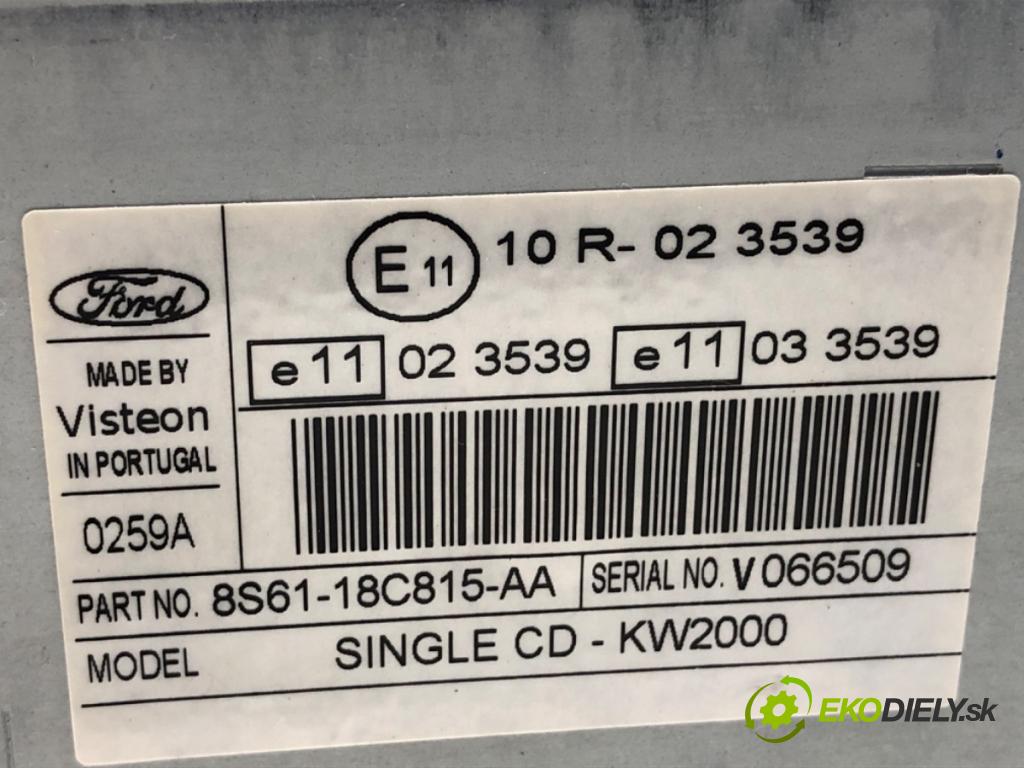 Ford
MADE BY
Visteon
IN PORTUGAL
0259A
E 11 10 R- 02 3539
e 11 02 3539 e 11 03 3539
PART NO. 8S61-18C815-AA SERIAL NO. V 066509
MODEL SINGLE CD - KW2000
EKODIELY.sk